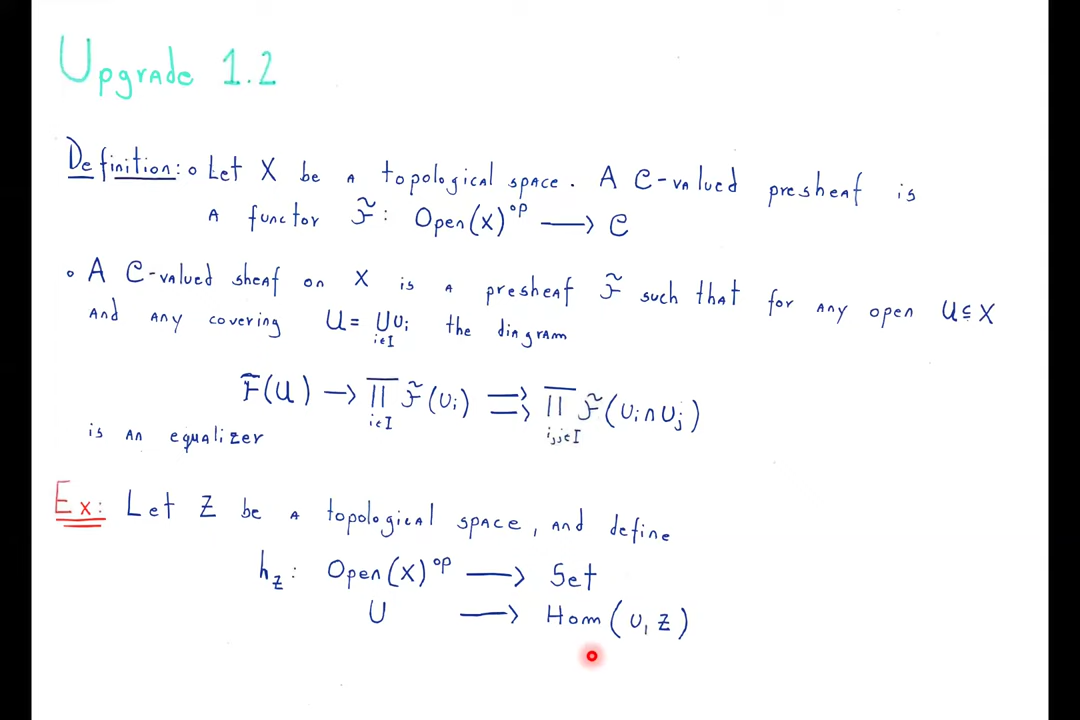 Upgrade 1.2
Definition: • Let X be a topological space. A C-valued presheaf is
a functor F̃: Open(X)^op → C
• A C-valued sheaf on X is a presheaf F̃ such that for any open U ⊆ X
and any covering U = ⋃_{i∈I} U_i the diagram
F̃(U) → ∏_{i∈I} F̃(U_i) ⇉ ∏_{i,j∈I} F̃(U_i ∩ U_j)
is an equalizer
Ex: Let Z be a topological space, and define
h_Z: Open(X)^op → Set
U → Hom(U, Z)